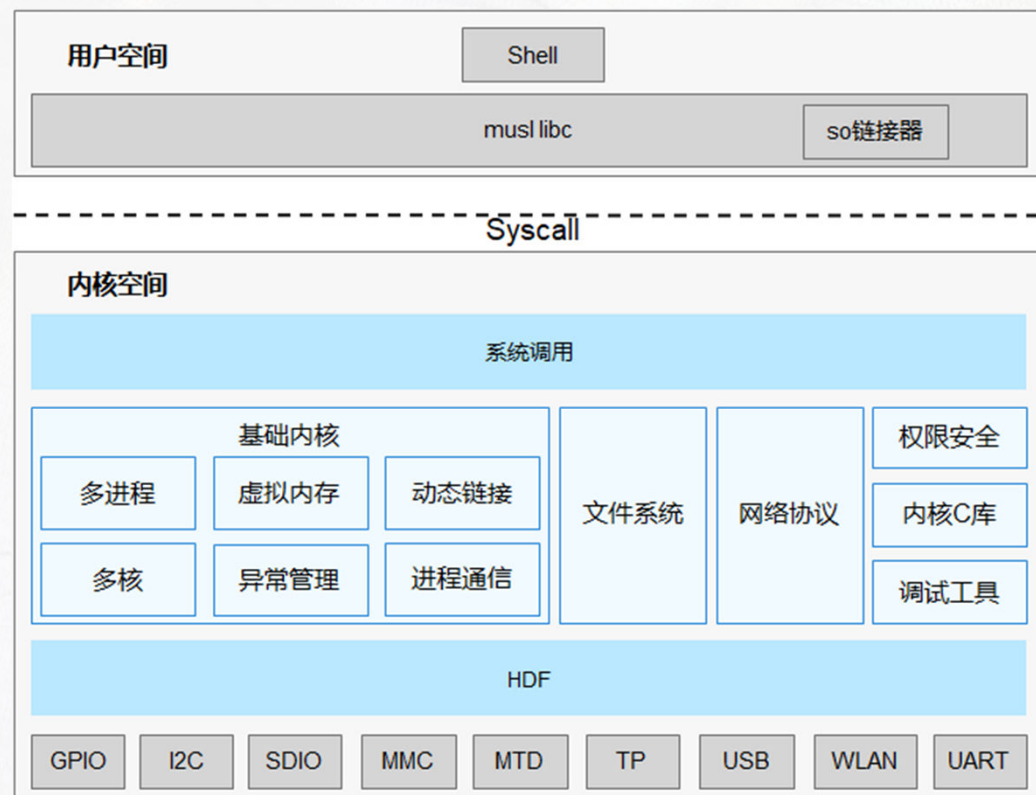 用户空间
Shell
musl libc
so链接器
Syscall
内核空间
系统调用
基础内核
多进程
虚拟内存
动态链接
多核
异常管理
进程通信
文件系统
网络协议
权限安全
内核C库
调试工具
HDF
GPIO
I2C
SDIO
MMC
MTD
TP
USB
WLAN
UART